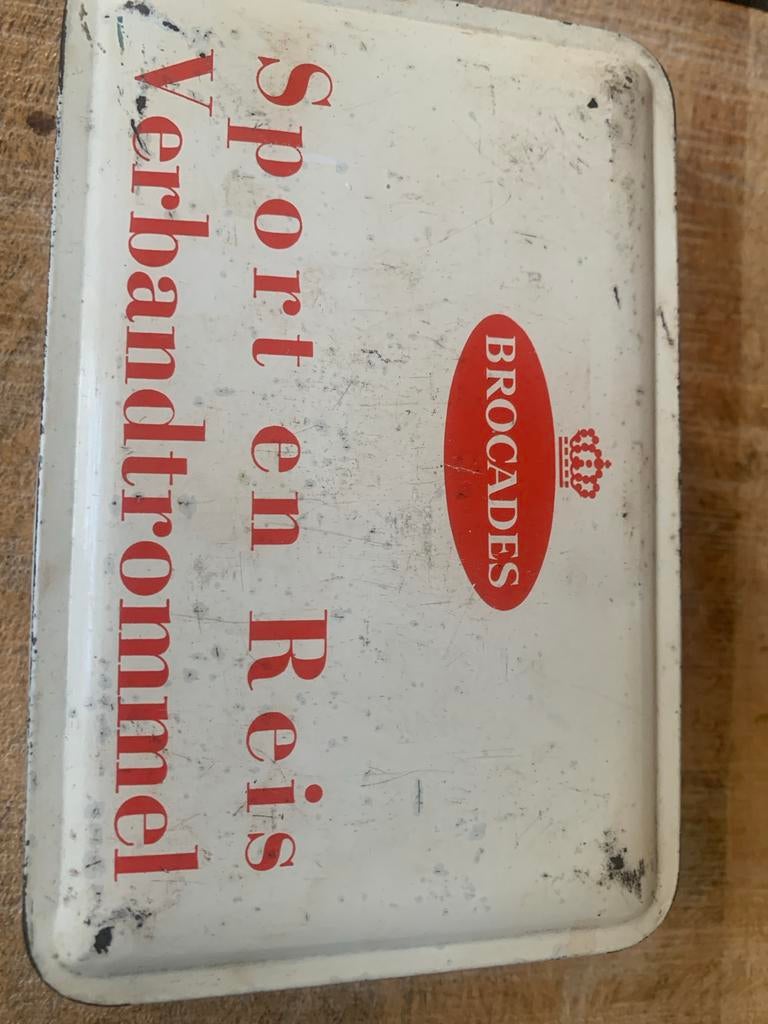 BROCADES
Sport en Reis
Verbandtrommel